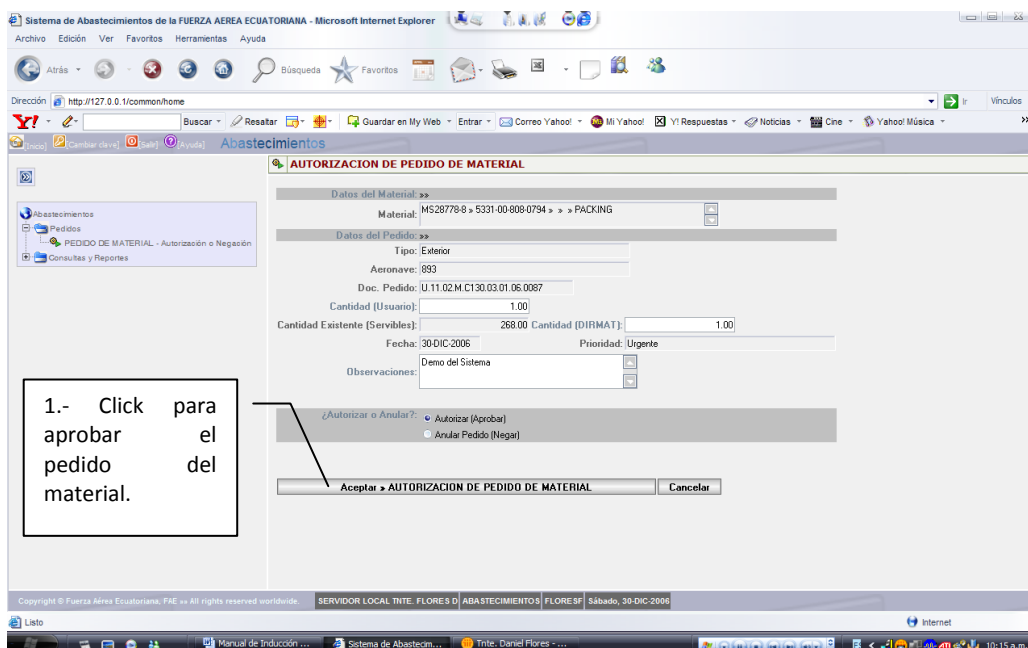 Sistema de Abastecimientos de la FUERZA AEREA ECUATORIANA - Microsoft Internet Explorer
Archivo Edición Ver Favoritos Herramientas Ayuda
Atrás Búsqueda Favoritos
Dirección http://127.0.0.1/common/home Ir Vínculos
Y! Buscar Resaltar Guardar en My Web Entrar Correo Yahoo! Mi Yahoo! Y! Respuestas Noticias Cine Yahoo! Música »
[Inicio] [Cambiar clave] [Salir] [Ayuda] Abastecimientos
AUTORIZACION DE PEDIDO DE MATERIAL
Abastecimientos
Pedidos
PEDIDO DE MATERIAL - Autorización o Negación
Consultas y Reportes
Datos del Material: »»
Material: MS28778-8 » 5331-00-808-0794 » » » PACKING
Datos del Pedido: »»
Tipo: Exterior
Aeronave: 893
Doc. Pedido: U.11.02.M.C130.03.01.06.0087
Cantidad (Usuario): 1.00
Cantidad Existente (Servibles): 268.00 Cantidad (DIRMAT): 1.00
Fecha: 30-DIC-2006 Prioridad: Urgente
Observaciones: Demo del Sistema
¿Autorizar o Anular?: Autorizar (Aprobar)
Anular Pedido (Negar)
Aceptar » AUTORIZACION DE PEDIDO DE MATERIAL Cancelar
1.- Click para
aprobar el
pedido del
material.
Copyright © Fuerza Aérea Ecuatoriana, FAE »» All rights reserved worldwide. SERVIDOR LOCAL TNTE. FLORES D ABASTECIMIENTOS FLORESF Sábado, 30-DIC-2006
Listo Internet
Manual de Inducción ... Sistema de Abastecim... Tnte. Daniel Flores - ... 10:15 a.m.